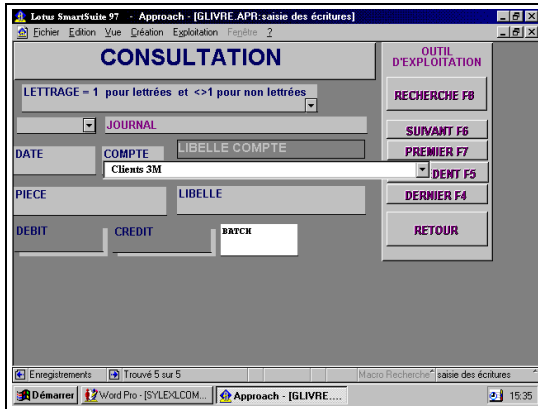 Lotus SmartSuite 97 - Approach - [GLIVRE.APR:saisie des écritures]
Fichier Edition Vue Création Exploitation Fenêtre ?
CONSULTATION
OUTIL
D'EXPLOITATION
LETTRAGE = 1 pour lettrées et <>1 pour non lettrées
RECHERCHE F8
JOURNAL
SUIVANT F6
DATE
COMPTE
LIBELLE COMPTE
PREMIER F7
Clients 3M
DENT F5
PIECE
LIBELLE
DERNIER F4
DEBIT
CREDIT
BATCH
RETOUR
Enregistrements
Trouvé 5 sur 5
Macro Recherche
saisie des écritures
Démarrer
Word Pro - [SYLEXLCOM...
Approach - [GLIVRE....
15:35